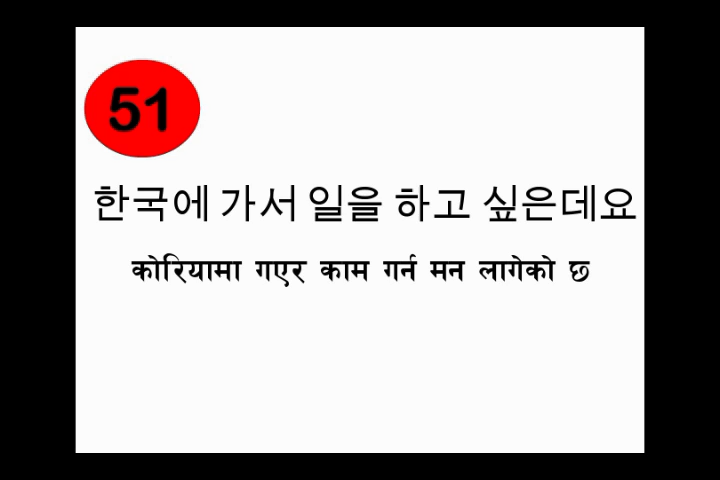 51
한국에 가서 일을 하고 싶은데요
कोरियामा गएर काम गर्न मन लागेको छ